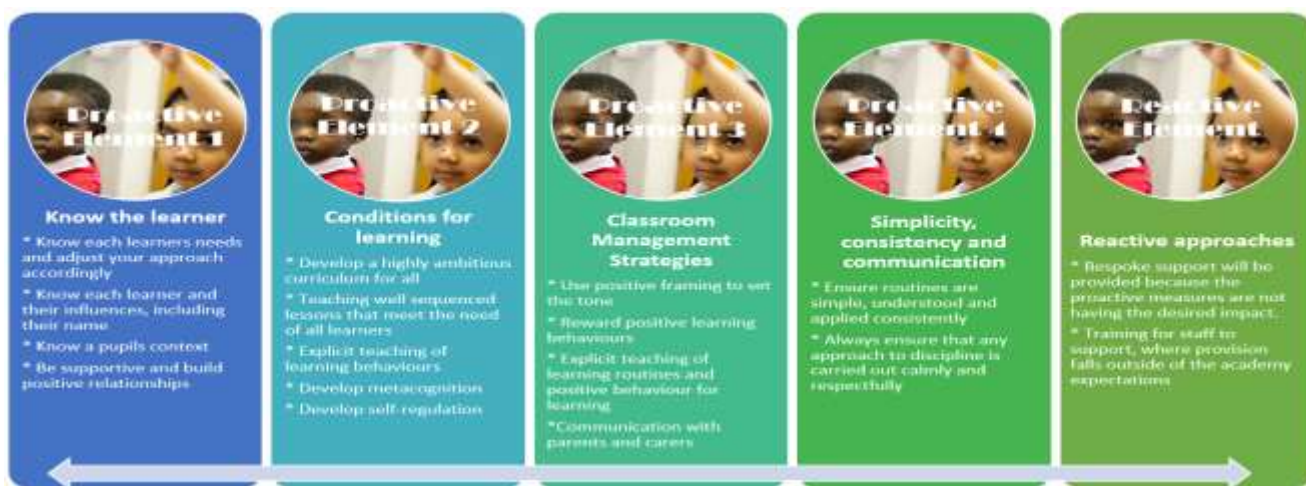 Proactive
Element 1
Know the learner
* Know each learners needs
and adjust your approach
accordingly
* Know each learner and
their influences, including
their name
* Know a pupils context
* Be supportive and build
positive relationships
Proactive
Element 2
Conditions for
learning
* Develop a highly ambitious
curriculum for all
* Teaching well sequenced
lessons that meet the need
of all learners
* Explicit teaching of
learning behaviours
* Develop metacognition
* Develop self-regulation
Proactive
Element 3
Classroom
Management
Strategies
* Use positive framing to set
the tone
* Reward positive learning
behaviours
* Explicit teaching of
learning routines and
positive behaviour for
learning
*Communication with
parents and carers
Proactive
Element 4
Simplicity,
consistency and
communication
* Ensure routines are
simple, understood and
applied consistently
* Always ensure that any
approach to discipline is
carried out calmly and
respectfully
Reactive
Element
Reactive approaches
* Bespoke support will be
provided because the
proactive measures are not
having the desired impact.
* Training for staff to
support, where provision
falls outside of the academy
expectations